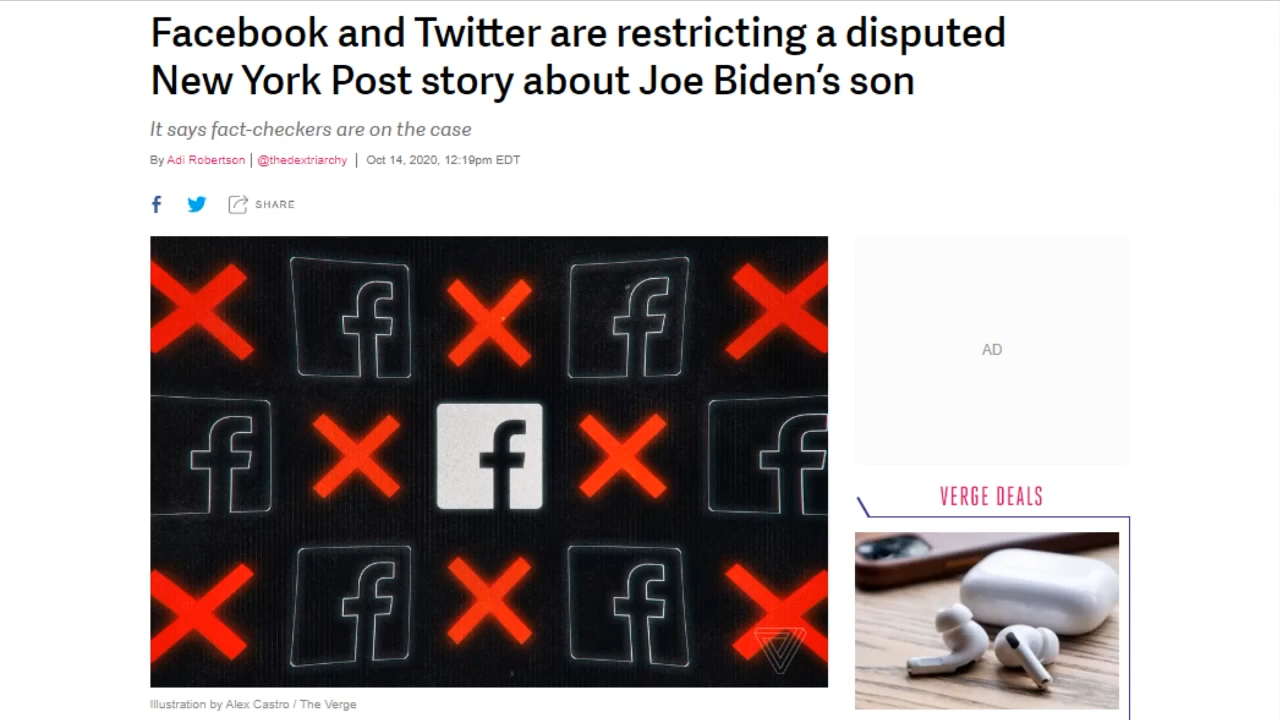 Facebook and Twitter are restricting a disputed
New York Post story about Joe Biden’s son
It says fact-checkers are on the case
By Adi Robertson | @thedextriarchy | Oct 14, 2020, 12:19pm EDT
SHARE
AD
VERGE DEALS
Illustration by Alex Castro / The Verge